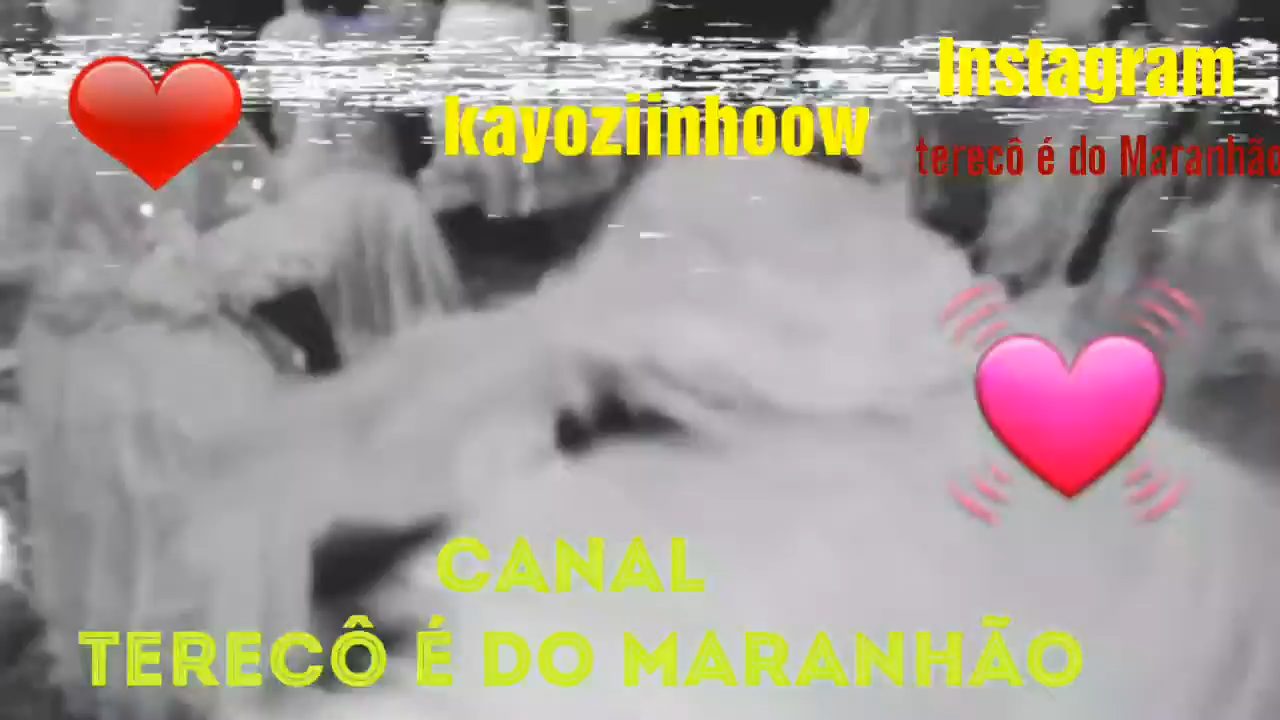 Instagram
kayoziinhoow
terecô é do Maranhão
CANAL
TERECÔ É DO MARANHÃO